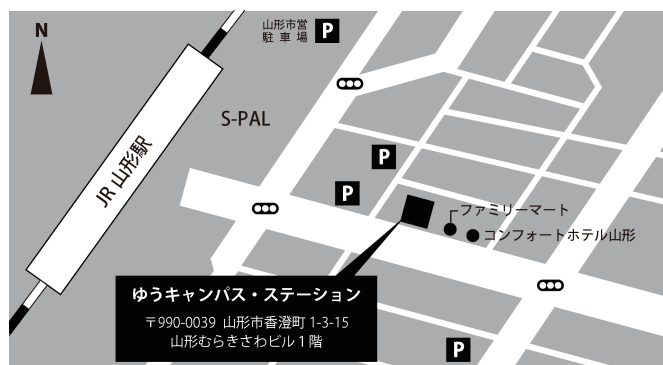 N
山形市営
駐車場
P
S-PAL
JR 山形駅
P
P
ファミリーマート
コンフォートホテル山形
ゆうキャンパス・ステーション
〒990-0039 山形市香澄町 1-3-15
山形むらきさわビル 1 階
P